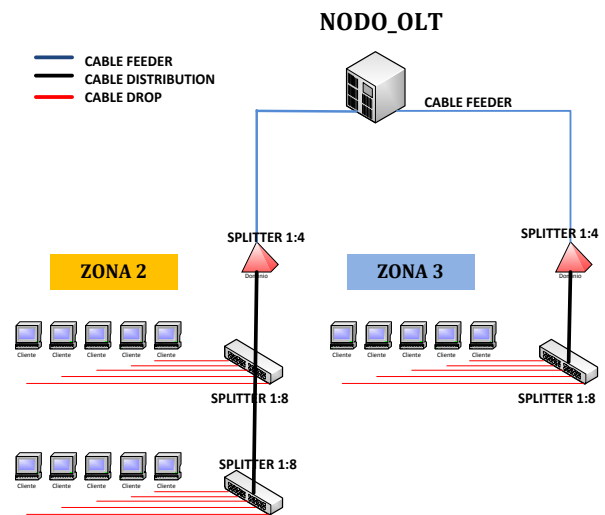 NODO_OLT
CABLE FEEDER
CABLE DISTRIBUTION
CABLE DROP
CABLE FEEDER
SPLITTER 1:4
SPLITTER 1:4
ZONA 2
ZONA 3
Dominio
Dominio
Cliente Cliente Cliente Cliente Cliente
Cliente Cliente Cliente Cliente Cliente
SPLITTER 1:8
SPLITTER 1:8
SPLITTER 1:8
Cliente Cliente Cliente Cliente Cliente